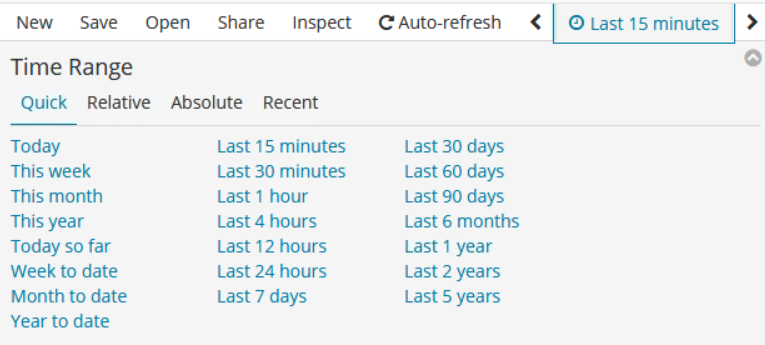 New Save Open Share Inspect Auto-refresh Last 15 minutes
Time Range
Quick Relative Absolute Recent
Today Last 15 minutes Last 30 days
This week Last 30 minutes Last 60 days
This month Last 1 hour Last 90 days
This year Last 4 hours Last 6 months
Today so far Last 12 hours Last 1 year
Week to date Last 24 hours Last 2 years
Month to date Last 7 days Last 5 years
Year to date